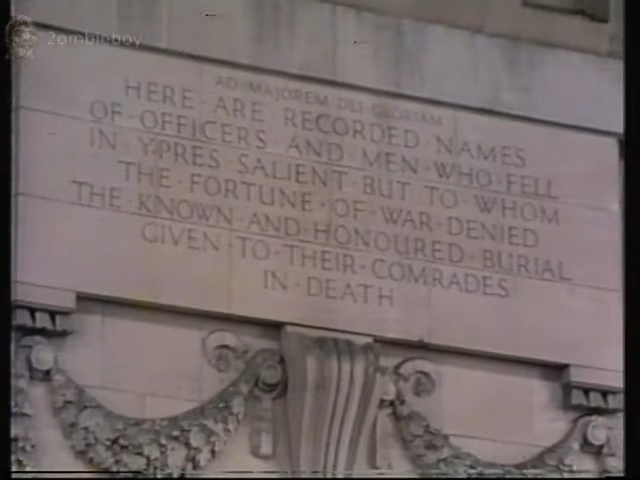 2ombieboy
AD·MAJOREM·DEI·GLORIAM
HERE·ARE·RECORDED·NAMES
OF·OFFICERS·AND·MEN·WHO·FELL
IN·YPRES·SALIENT·BUT·TO·WHOM
THE·FORTUNE·OF·WAR·DENIED
THE·KNOWN·AND·HONOURED·BURIAL
GIVEN·TO·THEIR·COMRADES
IN·DEATH